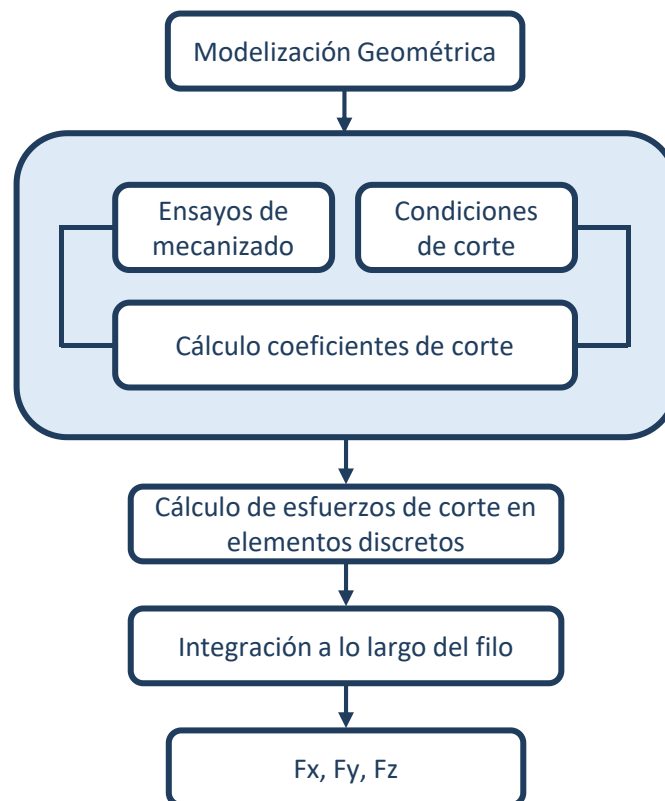 Modelización Geométrica
Ensayos de
mecanizado
Condiciones
de corte
Cálculo coeficientes de corte
Cálculo de esfuerzos de corte en
elementos discretos
Integración a lo largo del filo
Fx, Fy, Fz